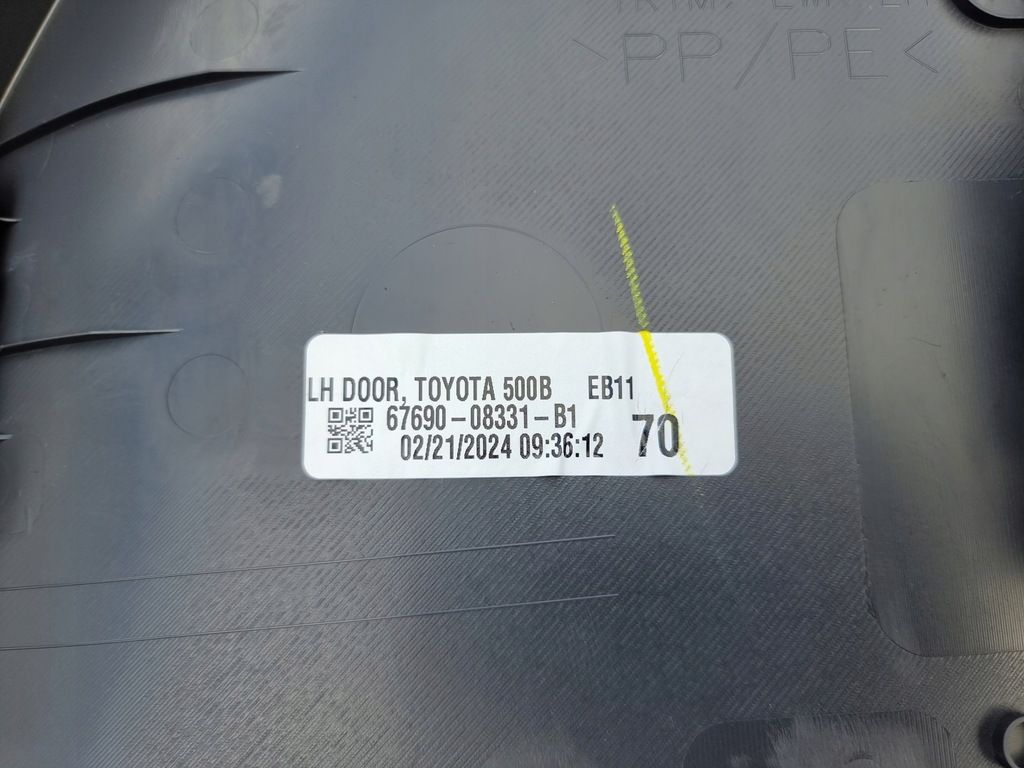 >PP/PE<
LH DOOR, TOYOTA 500B EB11
67690-08331-B1
02/21/2024 09:36:12 70